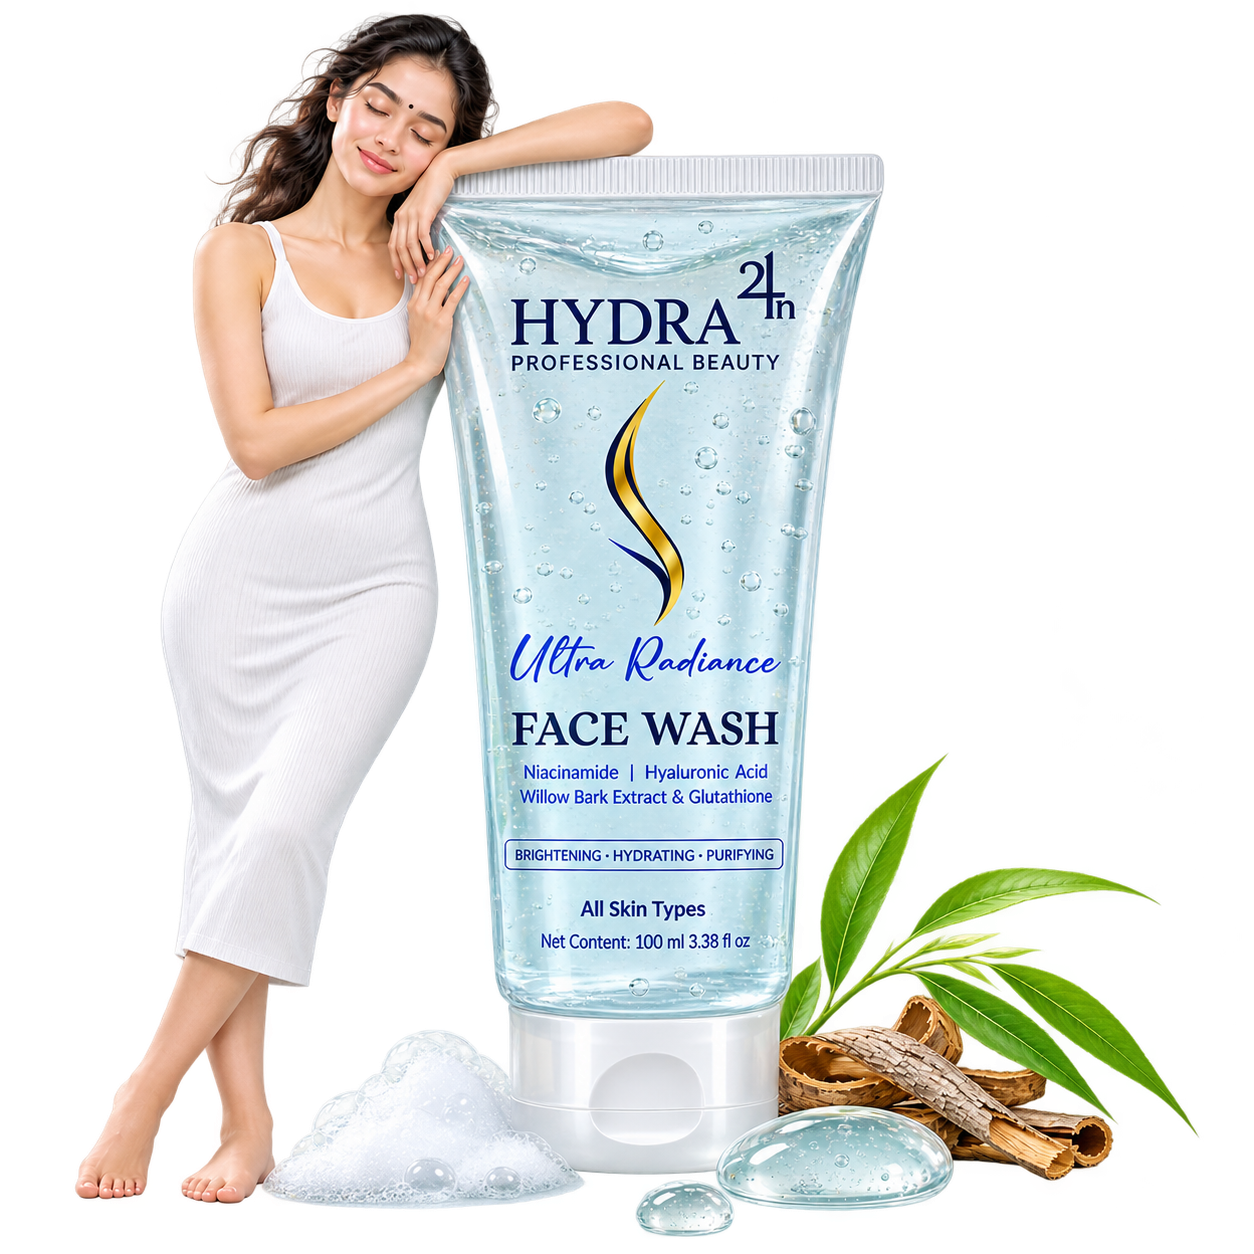 HYDRA 24n
PROFESSIONAL BEAUTY
Ultra Radiance
FACE WASH
Niacinamide | Hyaluronic Acid
Willow Bark Extract & Glutathione
BRIGHTENING · HYDRATING · PURIFYING
All Skin Types
Net Content: 100 ml 3.38 fl oz